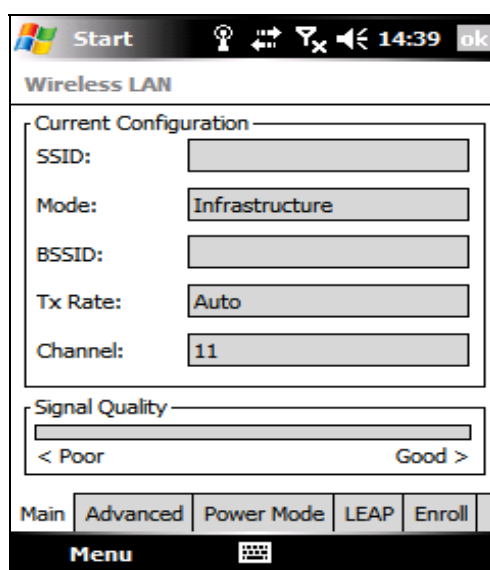 Start 14:39 ok
Wireless LAN
Current Configuration
SSID:
Mode: Infrastructure
BSSID:
Tx Rate: Auto
Channel: 11
Signal Quality
< Poor Good >
Main Advanced Power Mode LEAP Enroll
Menu